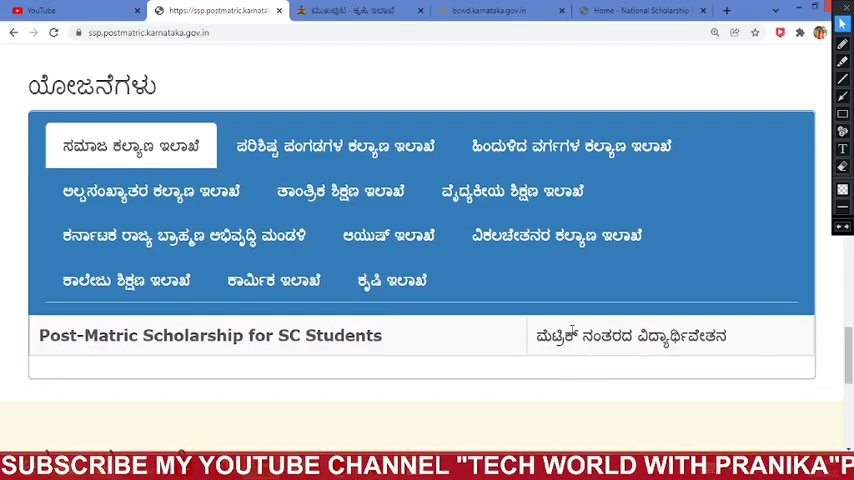 YouTube
https://ssp.postmatric.karnatak
ಮುಖಪುಟ - ಕೃಷಿ ಇಲಾಖೆ
bcwd.karnataka.gov.in
Home - National Scholarship
ssp.postmatric.karnataka.gov.in
ಯೋಜನೆಗಳು
ಸಮಾಜ ಕಲ್ಯಾಣ ಇಲಾಖೆ ಪರಿಶಿಷ್ಟ ಪಂಗಡಗಳ ಕಲ್ಯಾಣ ಇಲಾಖೆ ಹಿಂದುಳಿದ ವರ್ಗಗಳ ಕಲ್ಯಾಣ ಇಲಾಖೆ
ಅಲ್ಪಸಂಖ್ಯಾತರ ಕಲ್ಯಾಣ ಇಲಾಖೆ ತಾಂತ್ರಿಕ ಶಿಕ್ಷಣ ಇಲಾಖೆ ವೈದ್ಯಕೀಯ ಶಿಕ್ಷಣ ಇಲಾಖೆ
ಕರ್ನಾಟಕ ರಾಜ್ಯ ಬ್ರಾಹ್ಮಣ ಅಭಿವೃದ್ಧಿ ಮಂಡಳಿ ಆಯುಷ್ ಇಲಾಖೆ ವಿಕಲಚೇತನರ ಕಲ್ಯಾಣ ಇಲಾಖೆ
ಕಾಲೇಜು ಶಿಕ್ಷಣ ಇಲಾಖೆ ಕಾರ್ಮಿಕ ಇಲಾಖೆ ಕೃಷಿ ಇಲಾಖೆ
Post-Matric Scholarship for SC Students ಮೆಟ್ರಿಕ್ ನಂತರದ ವಿದ್ಯಾರ್ಥಿವೇತನ
SUBSCRIBE MY YOUTUBE CHANNEL "TECH WORLD WITH PRANIKA"P